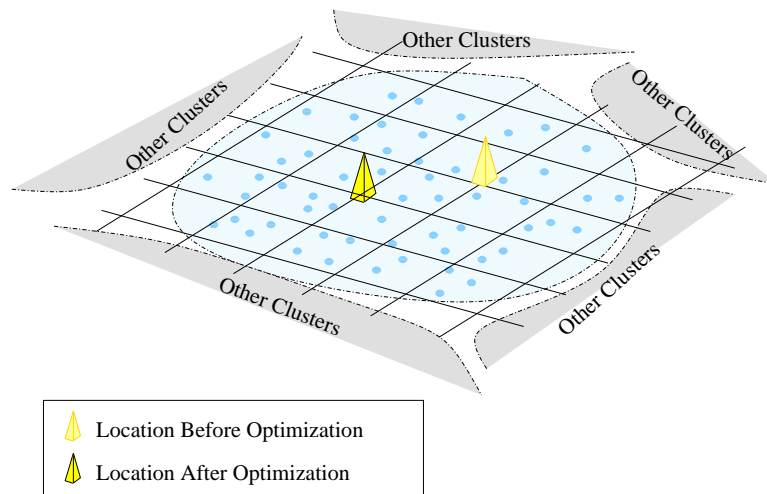 Other Clusters
Other Clusters
Other Clusters
Other Clusters
Other Clusters
Location Before Optimization
Location After Optimization